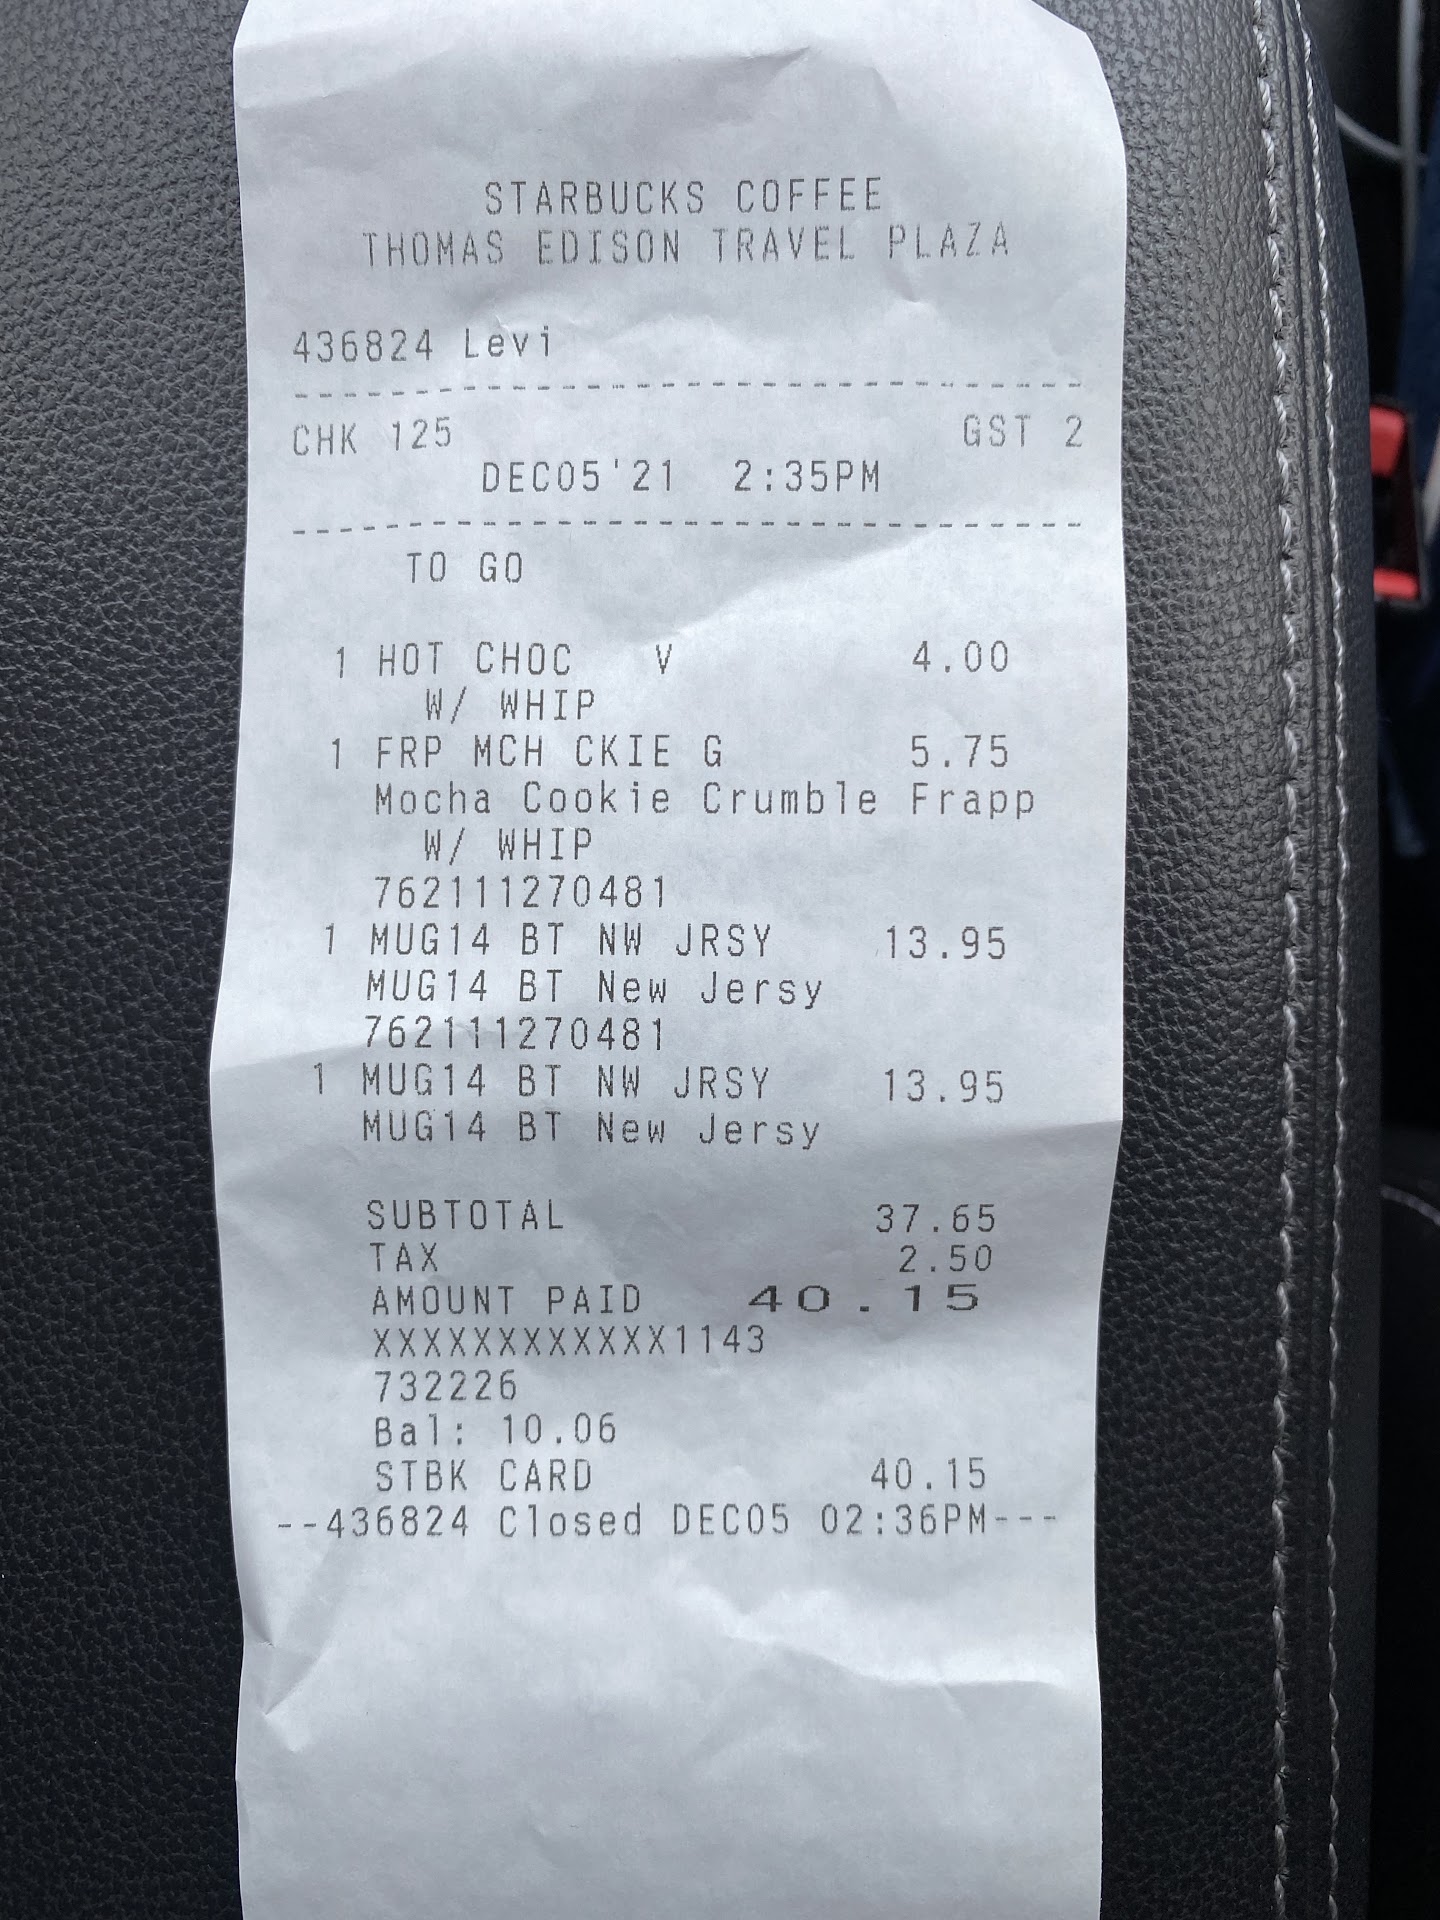 STARBUCKS COFFEE
THOMAS EDISON TRAVEL PLAZA
436824 Levi
--------------------------------
CHK 125 GST 2
DEC05'21 2:35PM
--------------------------------
TO GO
1 HOT CHOC V 4.00
W/ WHIP
1 FRP MCH CKIE G 5.75
Mocha Cookie Crumble Frapp
W/ WHIP
762111270481
1 MUG14 BT NW JRSY 13.95
MUG14 BT New Jersy
762111270481
1 MUG14 BT NW JRSY 13.95
MUG14 BT New Jersy
SUBTOTAL 37.65
TAX 2.50
AMOUNT PAID 40.15
XXXXXXXXXXXX1143
732226
Bal: 10.06
STBK CARD 40.15
--436824 Closed DEC05 02:36PM---